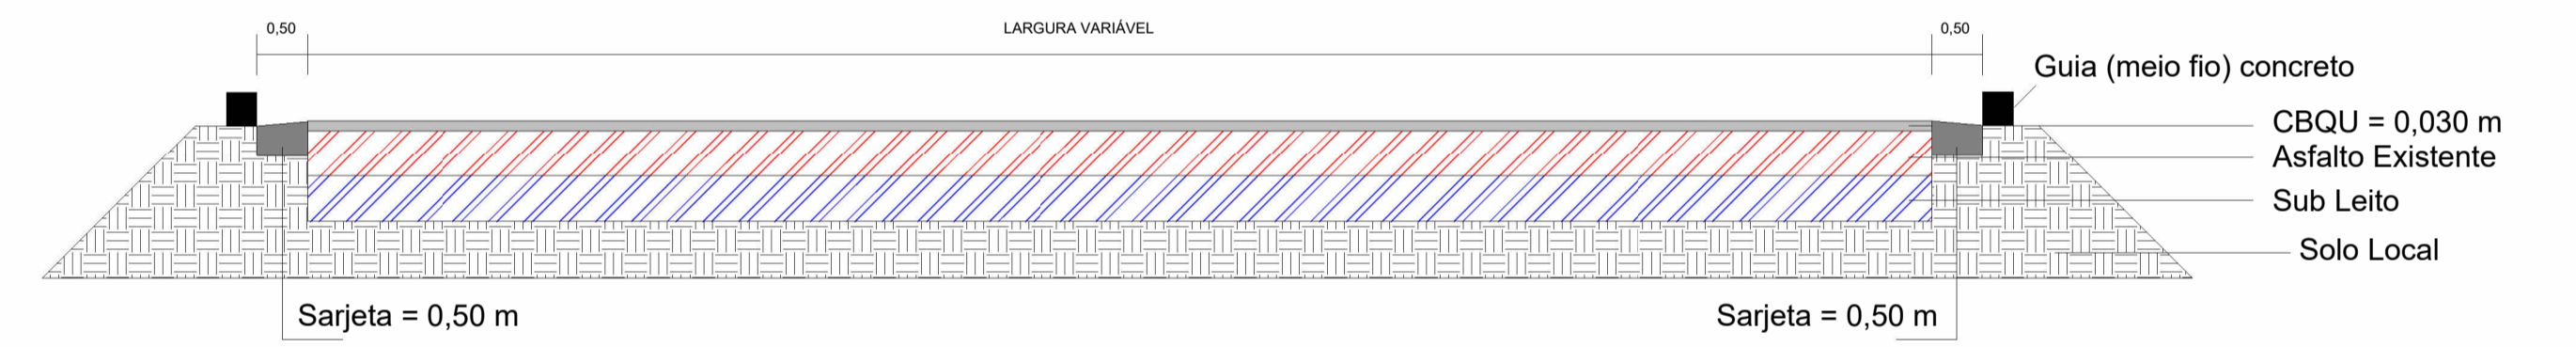 0,50
LARGURA VARIÁVEL
0,50
Guia (meio fio) concreto
CBQU = 0,030 m
Asfalto Existente
Sub Leito
Solo Local
Sarjeta = 0,50 m
Sarjeta = 0,50 m